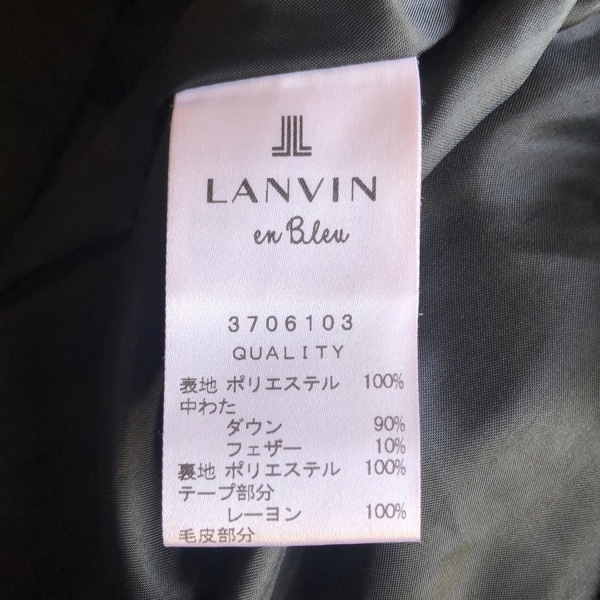 LANVIN
en Bleu
3706103
QUALITY
表地 ポリエステル 100%
中わた
ダウン 90%
フェザー 10%
裏地 ポリエステル 100%
テープ部分
レーヨン 100%
毛皮部分